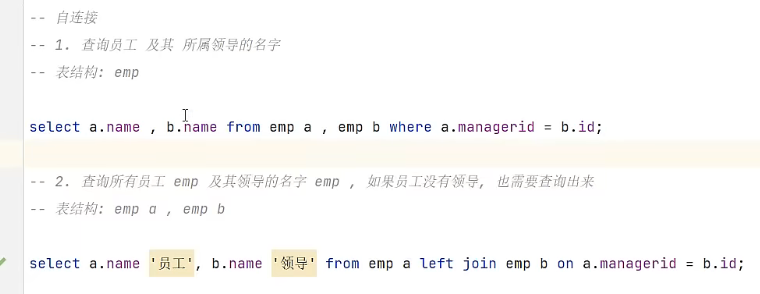 -- 自连接
-- 1. 查询员工 及其 所属领导的名字
-- 表结构: emp
select a.name , b.name from emp a , emp b where a.managerid = b.id;
-- 2. 查询所有员工 emp 及其领导的名字 emp , 如果员工没有领导, 也需要查询出来
-- 表结构: emp a , emp b
select a.name '员工', b.name '领导' from emp a left join emp b on a.managerid = b.id;